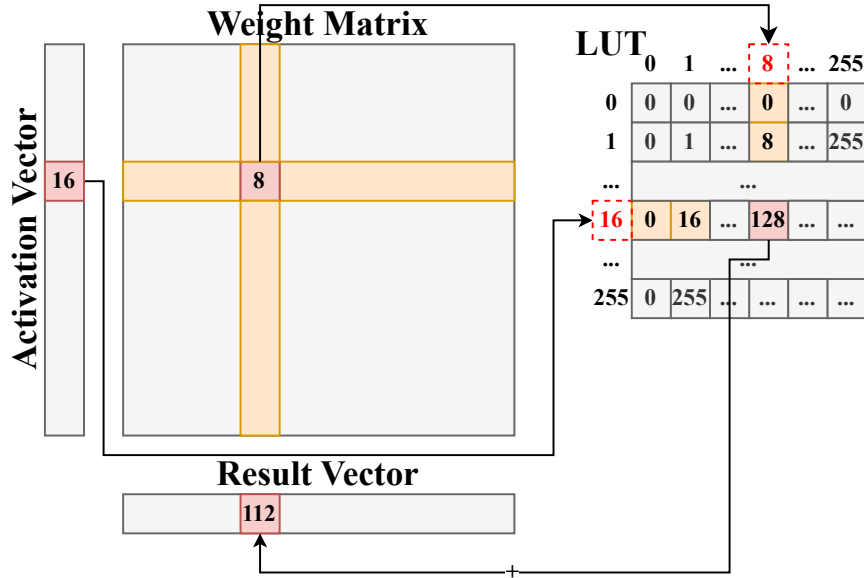 Weight Matrix
LUT
0 1 ... 8 ... 255
0 0 0 ... 0 ... 0
1 0 1 ... 8 ... 255
... ...
16 0 16 ... 128 ... ...
... ...
255 0 255 ... ... ... ...
Activation Vector
16
8
Result Vector
112
+